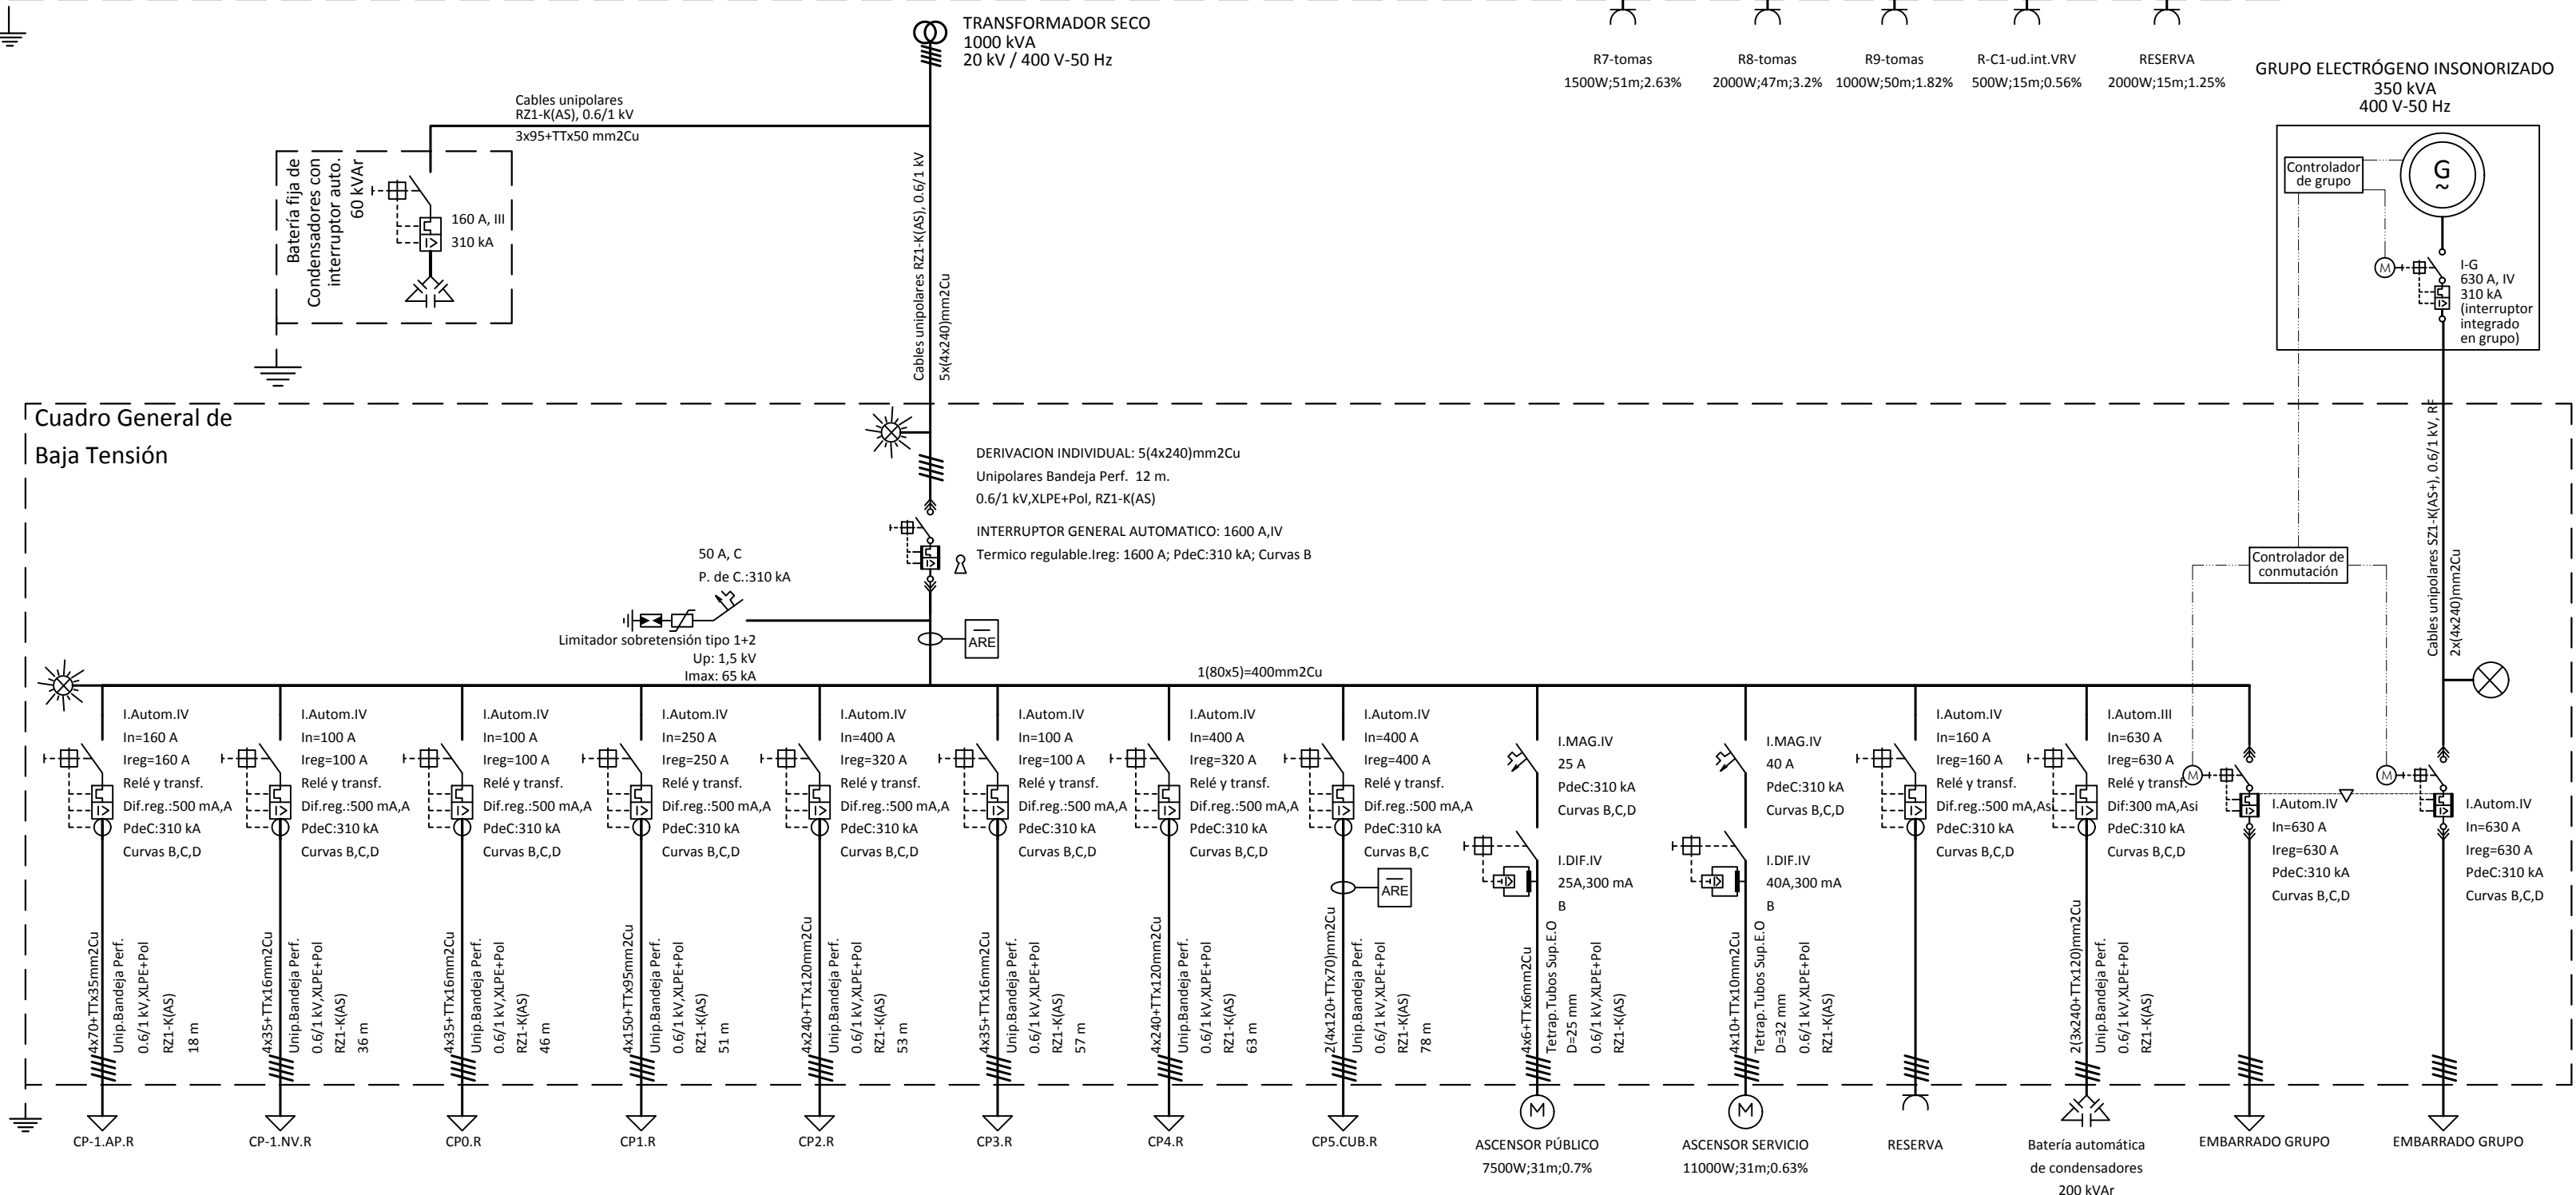 TRANSFORMADOR SECO
1000 kVA
20 kV / 400 V-50 Hz
R7-tomas
1500W;51m;2.63%
R8-tomas
2000W;47m;3.2%
R9-tomas
1000W;50m;1.82%
R-C1-ud.int.VRV
500W;15m;0.56%
RESERVA
2000W;15m;1.25%
GRUPO ELECTRÓGENO INSONORIZADO
350 kVA
400 V-50 Hz
Cables unipolares
RZ1-K(AS), 0.6/1 kV
3x95+TTx50 mm2Cu
Batería fija de
Condensadores con
interruptor auto.
60 kVAr
160 A, III
310 kA
Cables unipolares RZ1-K(AS), 0.6/1 kV
5x(4x240)mm2Cu
Controlador
de grupo
G
~
M
I-G
630 A, IV
310 kA
(interruptor
integrado
en grupo)
Cuadro General de
Baja Tensión
DERIVACION INDIVIDUAL: 5(4x240)mm2Cu
Unipolares Bandeja Perf. 12 m.
0.6/1 kV,XLPE+Pol, RZ1-K(AS)
INTERRUPTOR GENERAL AUTOMATICO: 1600 A,IV
Termico regulable.Ireg: 1600 A; PdeC:310 kA; Curvas B
50 A, C
P. de C.:310 kA
Limitador sobretensión tipo 1+2
Up: 1,5 kV
Imax: 65 kA
ARE
1(80x5)=400mm2Cu
Controlador de
conmutación
Cables unipolares SZ1-K(AS+), 0.6/1 kV, RF
2x(4x240)mm2Cu
I.Autom.IV
In=160 A
Ireg=160 A
Relé y transf.
Dif.reg.:500 mA,A
PdeC:310 kA
Curvas B,C,D
4x70+TTx35mm2Cu
Unip.Bandeja Perf.
0.6/1 kV,XLPE+Pol
RZ1-K(AS)
18 m
CP-1.AP.R
I.Autom.IV
In=100 A
Ireg=100 A
Relé y transf.
Dif.reg.:500 mA,A
PdeC:310 kA
Curvas B,C,D
4x35+TTx16mm2Cu
Unip.Bandeja Perf.
0.6/1 kV,XLPE+Pol
RZ1-K(AS)
36 m
CP-1.NV.R
I.Autom.IV
In=100 A
Ireg=100 A
Relé y transf.
Dif.reg.:500 mA,A
PdeC:310 kA
Curvas B,C,D
4x35+TTx16mm2Cu
Unip.Bandeja Perf.
0.6/1 kV,XLPE+Pol
RZ1-K(AS)
46 m
CP0.R
I.Autom.IV
In=250 A
Ireg=250 A
Relé y transf.
Dif.reg.:500 mA,A
PdeC:310 kA
Curvas B,C,D
4x150+TTx95mm2Cu
Unip.Bandeja Perf.
0.6/1 kV,XLPE+Pol
RZ1-K(AS)
51 m
CP1.R
I.Autom.IV
In=400 A
Ireg=320 A
Relé y transf.
Dif.reg.:500 mA,A
PdeC:310 kA
Curvas B,C,D
4x240+TTx120mm2Cu
Unip.Bandeja Perf.
0.6/1 kV,XLPE+Pol
RZ1-K(AS)
53 m
CP2.R
I.Autom.IV
In=100 A
Ireg=100 A
Relé y transf.
Dif.reg.:500 mA,A
PdeC:310 kA
Curvas B,C,D
4x35+TTx16mm2Cu
Unip.Bandeja Perf.
0.6/1 kV,XLPE+Pol
RZ1-K(AS)
57 m
CP3.R
I.Autom.IV
In=400 A
Ireg=320 A
Relé y transf.
Dif.reg.:500 mA,A
PdeC:310 kA
Curvas B,C,D
4x240+TTx120mm2Cu
Unip.Bandeja Perf.
0.6/1 kV,XLPE+Pol
RZ1-K(AS)
63 m
CP4.R
I.Autom.IV
In=400 A
Ireg=400 A
Relé y transf.
Dif.reg.:500 mA,A
PdeC:310 kA
Curvas B,C
ARE
2(4x120+TTx70)mm2Cu
Unip.Bandeja Perf.
0.6/1 kV,XLPE+Pol
RZ1-K(AS)
78 m
CP5.CUB.R
I.MAG.IV
25 A
PdeC:310 kA
Curvas B,C,D
I.DIF.IV
25A,300 mA
B
4x6+TTx6mm2Cu
Tetrap.Tubos Sup.E.O
D=25 mm
0.6/1 kV,XLPE+Pol
RZ1-K(AS)
M
ASCENSOR PÚBLICO
7500W;31m;0.7%
I.MAG.IV
40 A
PdeC:310 kA
Curvas B,C,D
I.DIF.IV
40A,300 mA
B
4x10+TTx10mm2Cu
Tetrap.Tubos Sup.E.O
D=32 mm
0.6/1 kV,XLPE+Pol
RZ1-K(AS)
M
ASCENSOR SERVICIO
11000W;31m;0.63%
I.Autom.IV
In=160 A
Ireg=160 A
Relé y transf.
Dif.reg.:500 mA,Asi
PdeC:310 kA
Curvas B,C,D
RESERVA
I.Autom.III
In=630 A
Ireg=630 A
Relé y transf.
Dif:300 mA,Asi
PdeC:310 kA
Curvas B,C,D
2(3x240+TTx120)mm2Cu
Unip.Bandeja Perf.
0.6/1 kV,XLPE+Pol
RZ1-K(AS)
Batería automática
de condensadores
200 kVAr
M
I.Autom.IV
In=630 A
Ireg=630 A
PdeC:310 kA
Curvas B,C,D
EMBARRADO GRUPO
M
I.Autom.IV
In=630 A
Ireg=630 A
PdeC:310 kA
Curvas B,C,D
EMBARRADO GRUPO